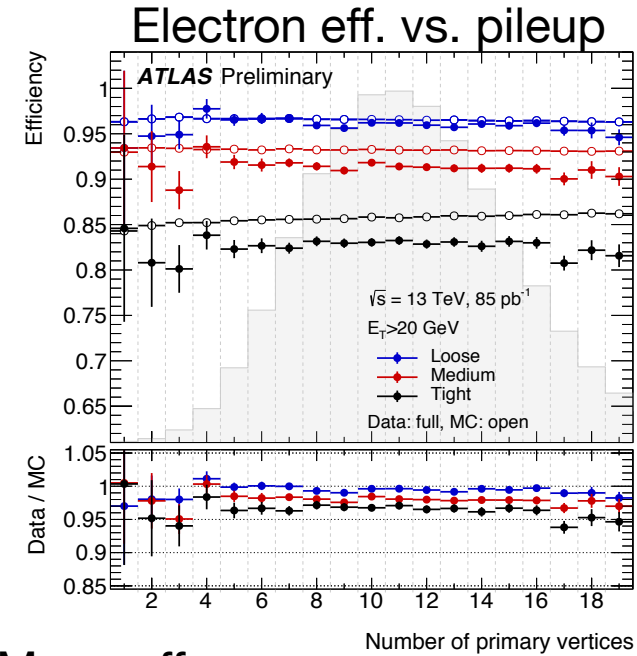 Electron eff. vs. pileup
Efficiency
ATLAS Preliminary
1
0.95
0.9
0.85
0.8
0.75
0.7
0.65
√s = 13 TeV, 85 pb-1
ET>20 GeV
Loose
Medium
Tight
Data: full, MC: open
Data / MC
1.05
1
0.95
0.9
0.85
2 4 6 8 10 12 14 16 18
Number of primary vertices